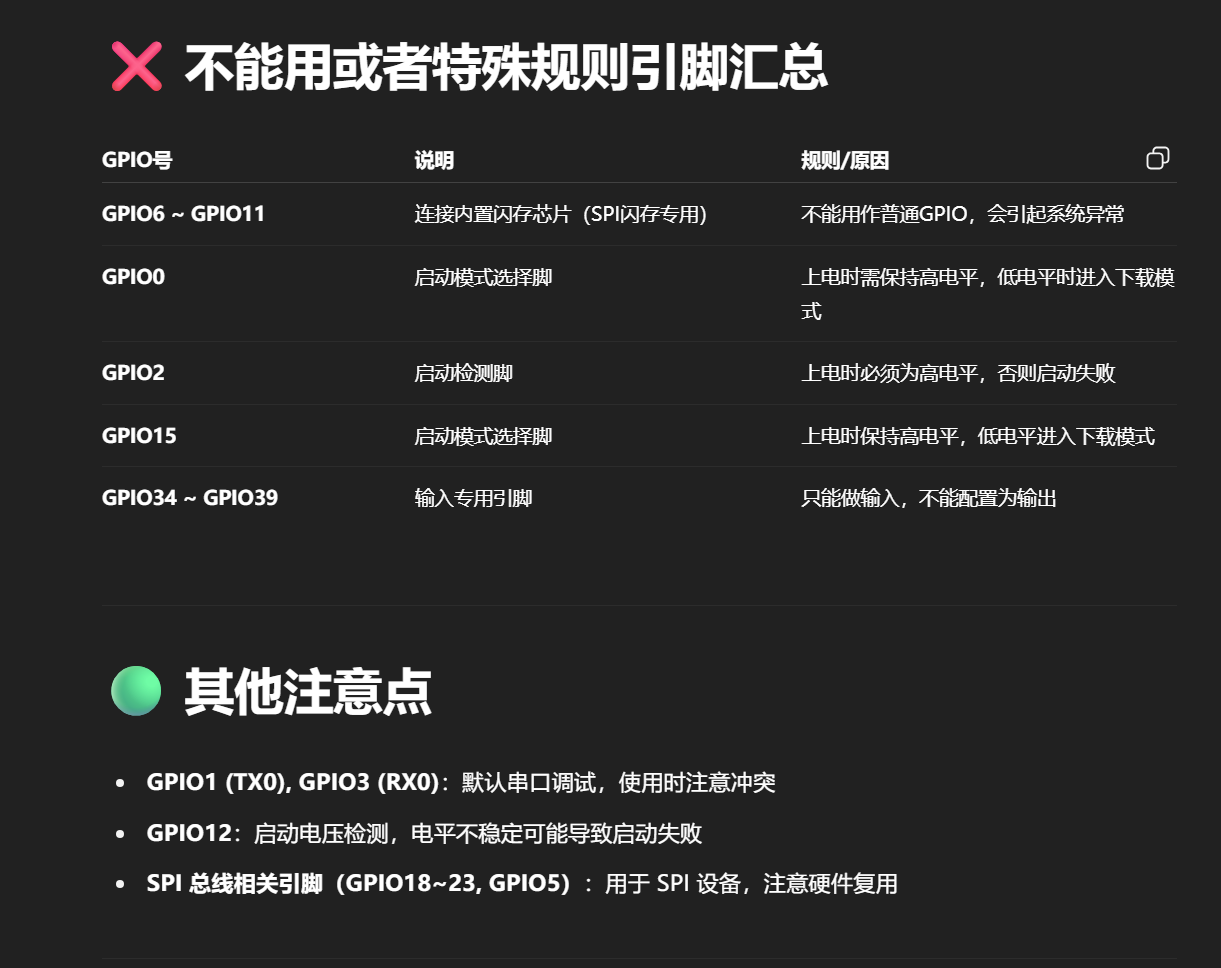 ❌ 不能用或者特殊规则引脚汇总
GPIO号 说明 规则/原因
GPIO6 ~ GPIO11 连接内置闪存芯片（SPI闪存专用） 不能用作普通GPIO，会引起系统异常
GPIO0 启动模式选择脚 上电时需保持高电平，低电平时进入下载模
式
GPIO2 启动检测脚 上电时必须为高电平，否则启动失败
GPIO15 启动模式选择脚 上电时保持高电平，低电平进入下载模式
GPIO34 ~ GPIO39 输入专用引脚 只能做输入，不能配置为输出
🟢 其他注意点
• GPIO1 (TX0), GPIO3 (RX0)：默认串口调试，使用时注意冲突
• GPIO12：启动电压检测，电平不稳定可能导致启动失败
• SPI 总线相关引脚（GPIO18~23, GPIO5）：用于 SPI 设备，注意硬件复用